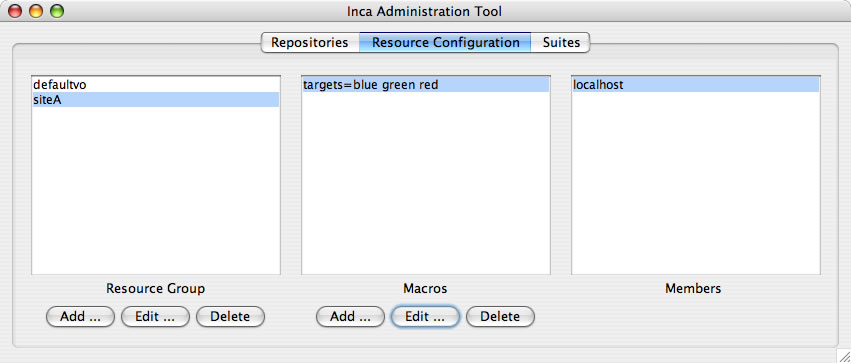 Inca Administration Tool
Repositories Resource Configuration Suites
defaultvo
siteA
targets=blue green red
localhost
Resource Group Macros Members
Add ... Edit ... Delete Add ... Edit ... Delete